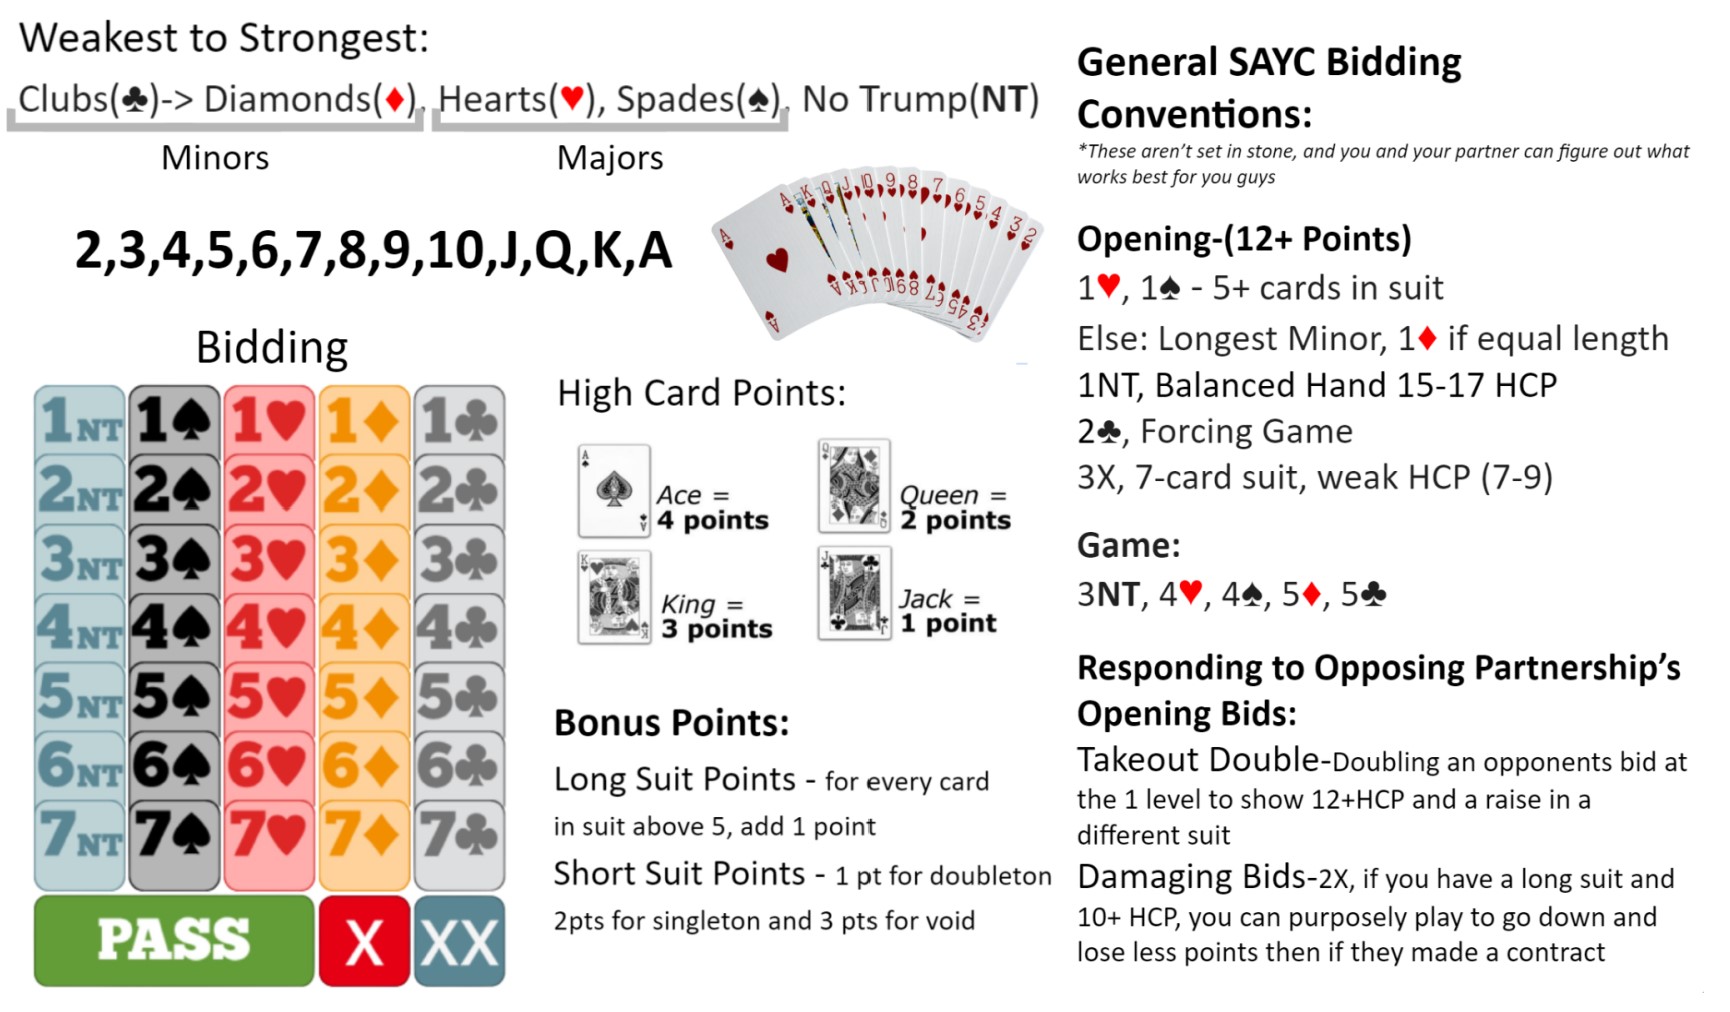 Weakest to Strongest:
Clubs(♣)-> Diamonds(♦), Hearts(♥), Spades(♠), No Trump(NT)
Minors
Majors
2,3,4,5,6,7,8,9,10,J,Q,K,A
A K Q J 10 9 8 7 6 5 4 3 2
Bidding
1NT 1♠ 1♥ 1♦ 1♣
2NT 2♠ 2♥ 2♦ 2♣
3NT 3♠ 3♥ 3♦ 3♣
4NT 4♠ 4♥ 4♦ 4♣
5NT 5♠ 5♥ 5♦ 5♣
6NT 6♠ 6♥ 6♦ 6♣
7NT 7♠ 7♥ 7♦ 7♣
PASS X XX
High Card Points:
Ace =
4 points
Queen =
2 points
King =
3 points
Jack =
1 point
Bonus Points:
Long Suit Points - for every card
in suit above 5, add 1 point
Short Suit Points - 1 pt for doubleton
2pts for singleton and 3 pts for void
General SAYC Bidding
Conventions:
*These aren't set in stone, and you and your partner can figure out what
works best for you guys
Opening-(12+ Points)
1♥, 1♠ - 5+ cards in suit
Else: Longest Minor, 1♦ if equal length
1NT, Balanced Hand 15-17 HCP
2♣, Forcing Game
3X, 7-card suit, weak HCP (7-9)
Game:
3NT, 4♥, 4♠, 5♦, 5♣
Responding to Opposing Partnership's
Opening Bids:
Takeout Double-Doubling an opponents bid at
the 1 level to show 12+HCP and a raise in a
different suit
Damaging Bids-2X, if you have a long suit and
10+ HCP, you can purposely play to go down and
lose less points then if they made a contract